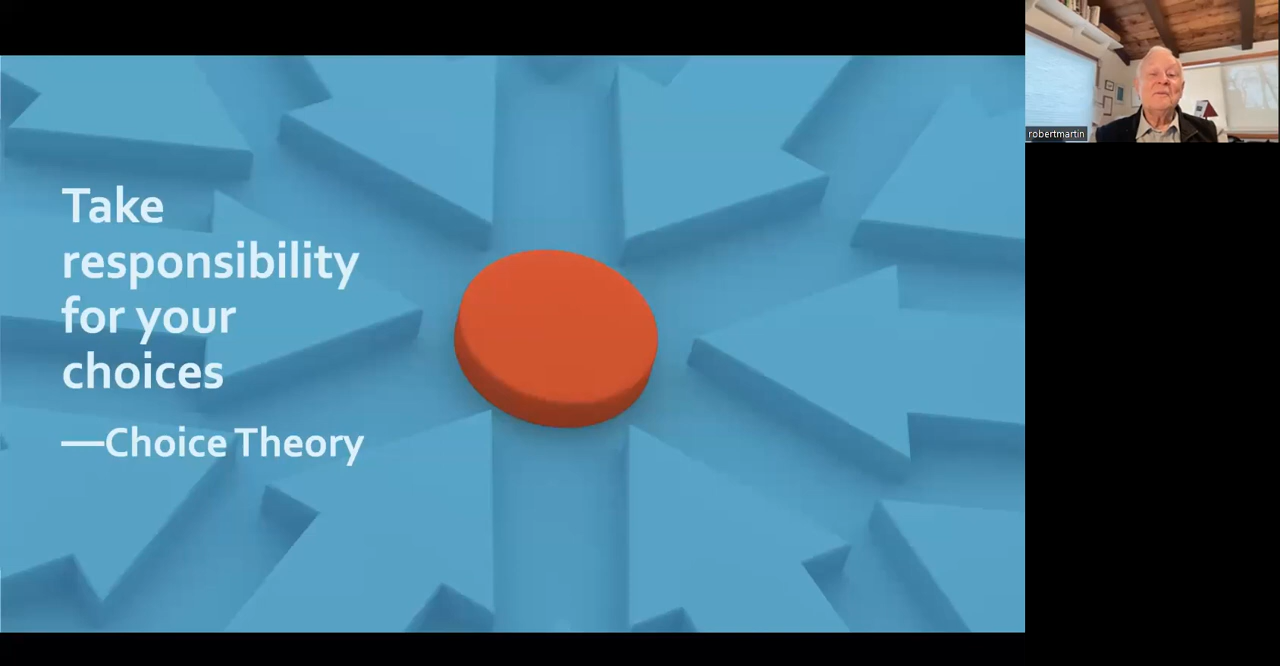 Take
responsibility
for your
choices
—Choice Theory
robertmartin